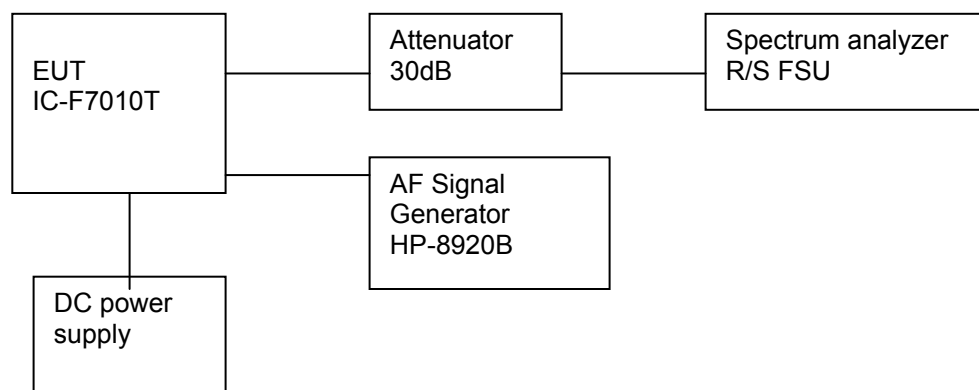 EUT
IC-F7010T
Attenuator
30dB
Spectrum analyzer
R/S FSU
AF Signal
Generator
HP-8920B
DC power
supply